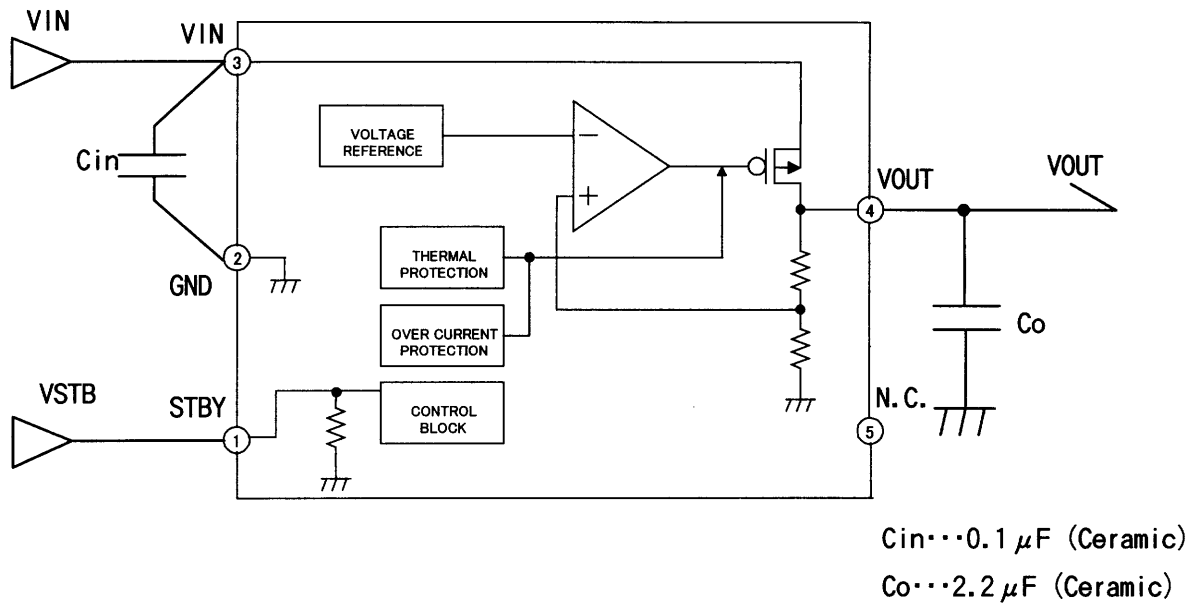 VIN
VIN
3
VOLTAGE
REFERENCE
−
+
Cin
VOUT
VOUT
4
2
GND
THERMAL
PROTECTION
OVER CURRENT
PROTECTION
Co
VSTB
STBY
1
CONTROL
BLOCK
N.C.
5
Cin･･･0.1μF (Ceramic)
Co･･･2.2μF (Ceramic)